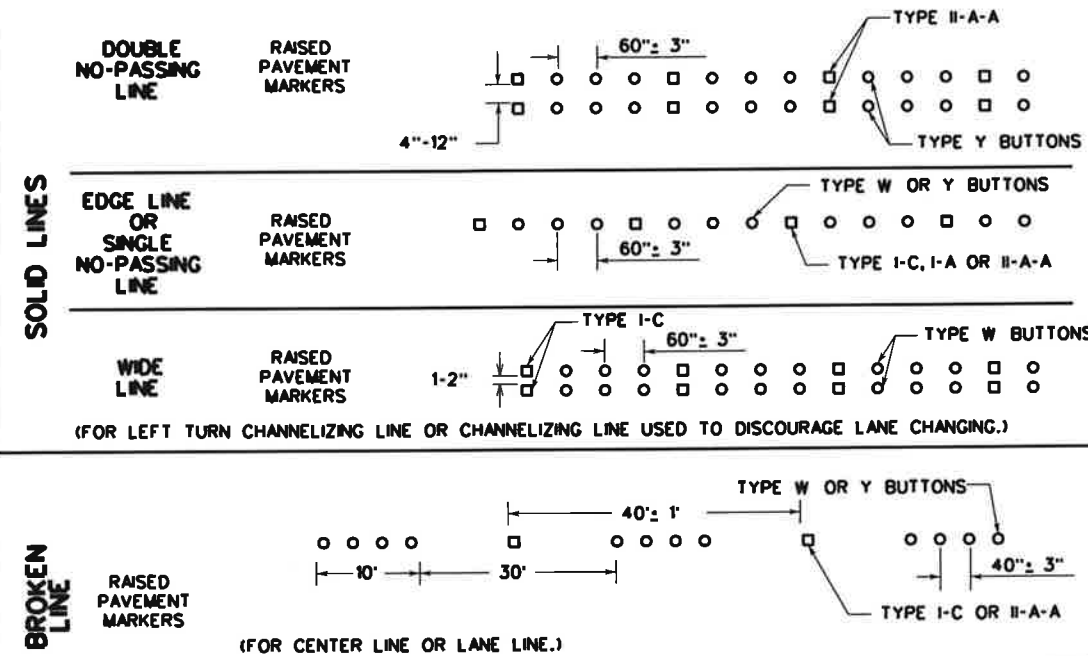 SOLID LINES
DOUBLE
NO-PASSING
LINE
RAISED
PAVEMENT
MARKERS
60"± 3"
TYPE II-A-A
4"-12"
TYPE Y BUTTONS
EDGE LINE
OR
SINGLE
NO-PASSING
LINE
RAISED
PAVEMENT
MARKERS
TYPE W OR Y BUTTONS
60"± 3"
TYPE I-C, I-A OR II-A-A
WIDE
LINE
RAISED
PAVEMENT
MARKERS
TYPE I-C
60"± 3"
TYPE W BUTTONS
1-2"
(FOR LEFT TURN CHANNELIZING LINE OR CHANNELIZING LINE USED TO DISCOURAGE LANE CHANGING.)
BROKEN
LINE
RAISED
PAVEMENT
MARKERS
TYPE W OR Y BUTTONS
40'± 1'
10'
30'
40"± 3"
TYPE I-C OR II-A-A
(FOR CENTER LINE OR LANE LINE.)